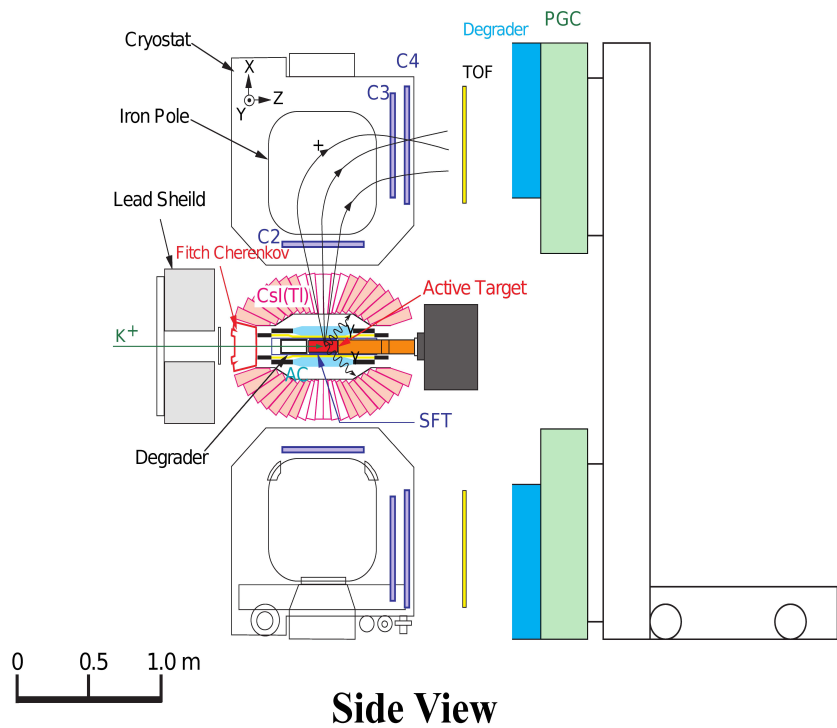 PGC
Degrader
Cryostat
C4
X
TOF
C3
Z
Y
Iron Pole
+
Lead Sheild
C2
Fitch Cherenkov
CsI(Tl)
Active Target
K+
γ
γ
AC
SFT
Degrader
0 0.5 1.0 m
Side View